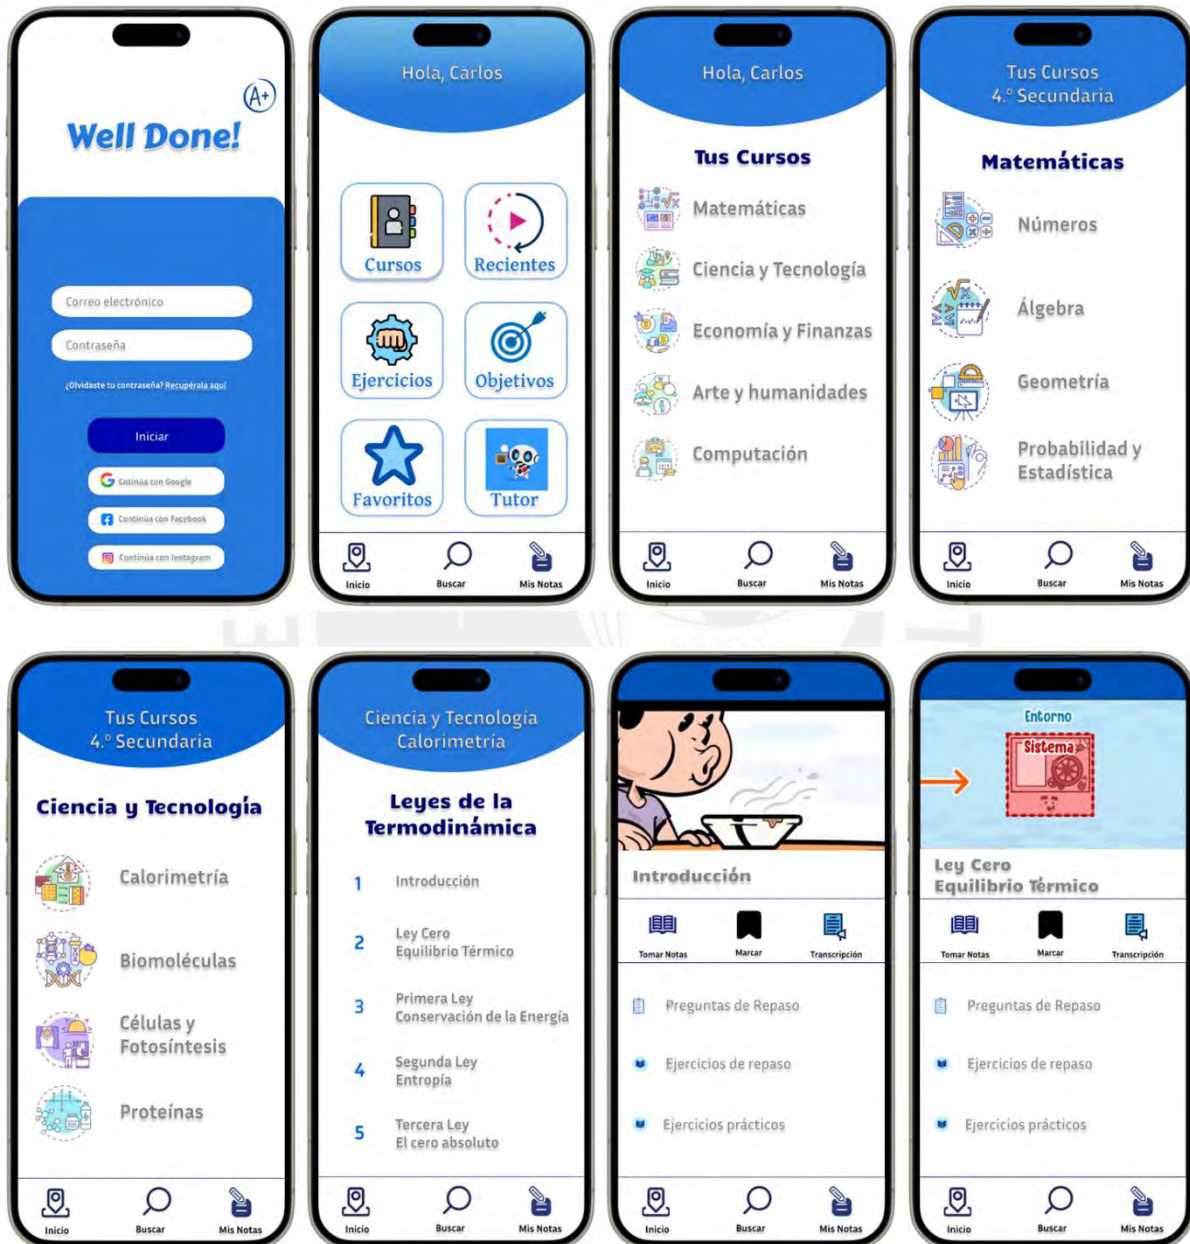 A+
Well Done!
Correo electrónico
Contraseña
¿Olvidaste tu contraseña? Recupérala aquí
Iniciar
Cotinúa con Google
Continúa con Facebook
Continúa con Instagram
Hola, Carlos
Cursos
Recientes
Ejercicios
Objetivos
Favoritos
Tutor
Inicio
Buscar
Mis Notas
Hola, Carlos
Tus Cursos
Matemáticas
Ciencia y Tecnología
Economía y Finanzas
Arte y humanidades
Computación
Inicio
Buscar
Mis Notas
Tus Cursos
4.º Secundaria
Matemáticas
Números
Álgebra
Geometría
Probabilidad y
Estadística
Inicio
Buscar
Mis Notas
Tus Cursos
4.º Secundaria
Ciencia y Tecnología
Calorimetría
Biomoléculas
Células y
Fotosíntesis
Proteínas
Inicio
Buscar
Mis Notas
Ciencia y Tecnología
Calorimetría
Leyes de la
Termodinámica
1 Introducción
2 Ley Cero
Equilibrio Térmico
3 Primera Ley
Conservación de la Energía
4 Segunda Ley
Entropía
5 Tercera Ley
El cero absoluto
Inicio
Buscar
Mis Notas
Introducción
Tomar Notas
Marcar
Transcripción
Preguntas de Repaso
Ejercicios de repaso
Ejercicios prácticos
Inicio
Buscar
Mis Notas
Entorno
Sistema
Ley Cero
Equilibrio Térmico
Tomar Notas
Marcar
Transcripción
Preguntas de Repaso
Ejercicios de repaso
Ejercicios prácticos
Inicio
Buscar
Mis Notas